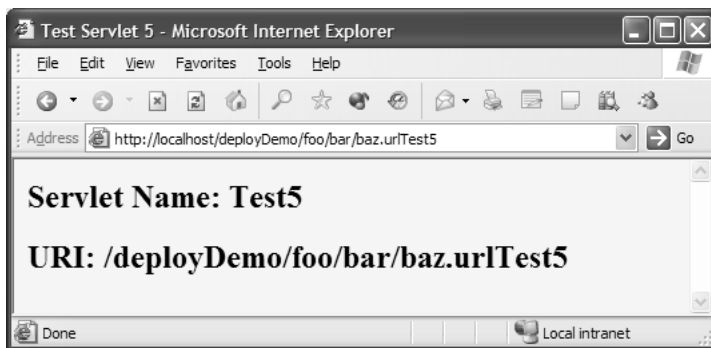 Test Servlet 5 - Microsoft Internet Explorer
File Edit View Favorites Tools Help
Address http://localhost/deployDemo/foo/bar/baz.urlTest5 Go
Servlet Name: Test5
URI: /deployDemo/foo/bar/baz.urlTest5
Done Local intranet